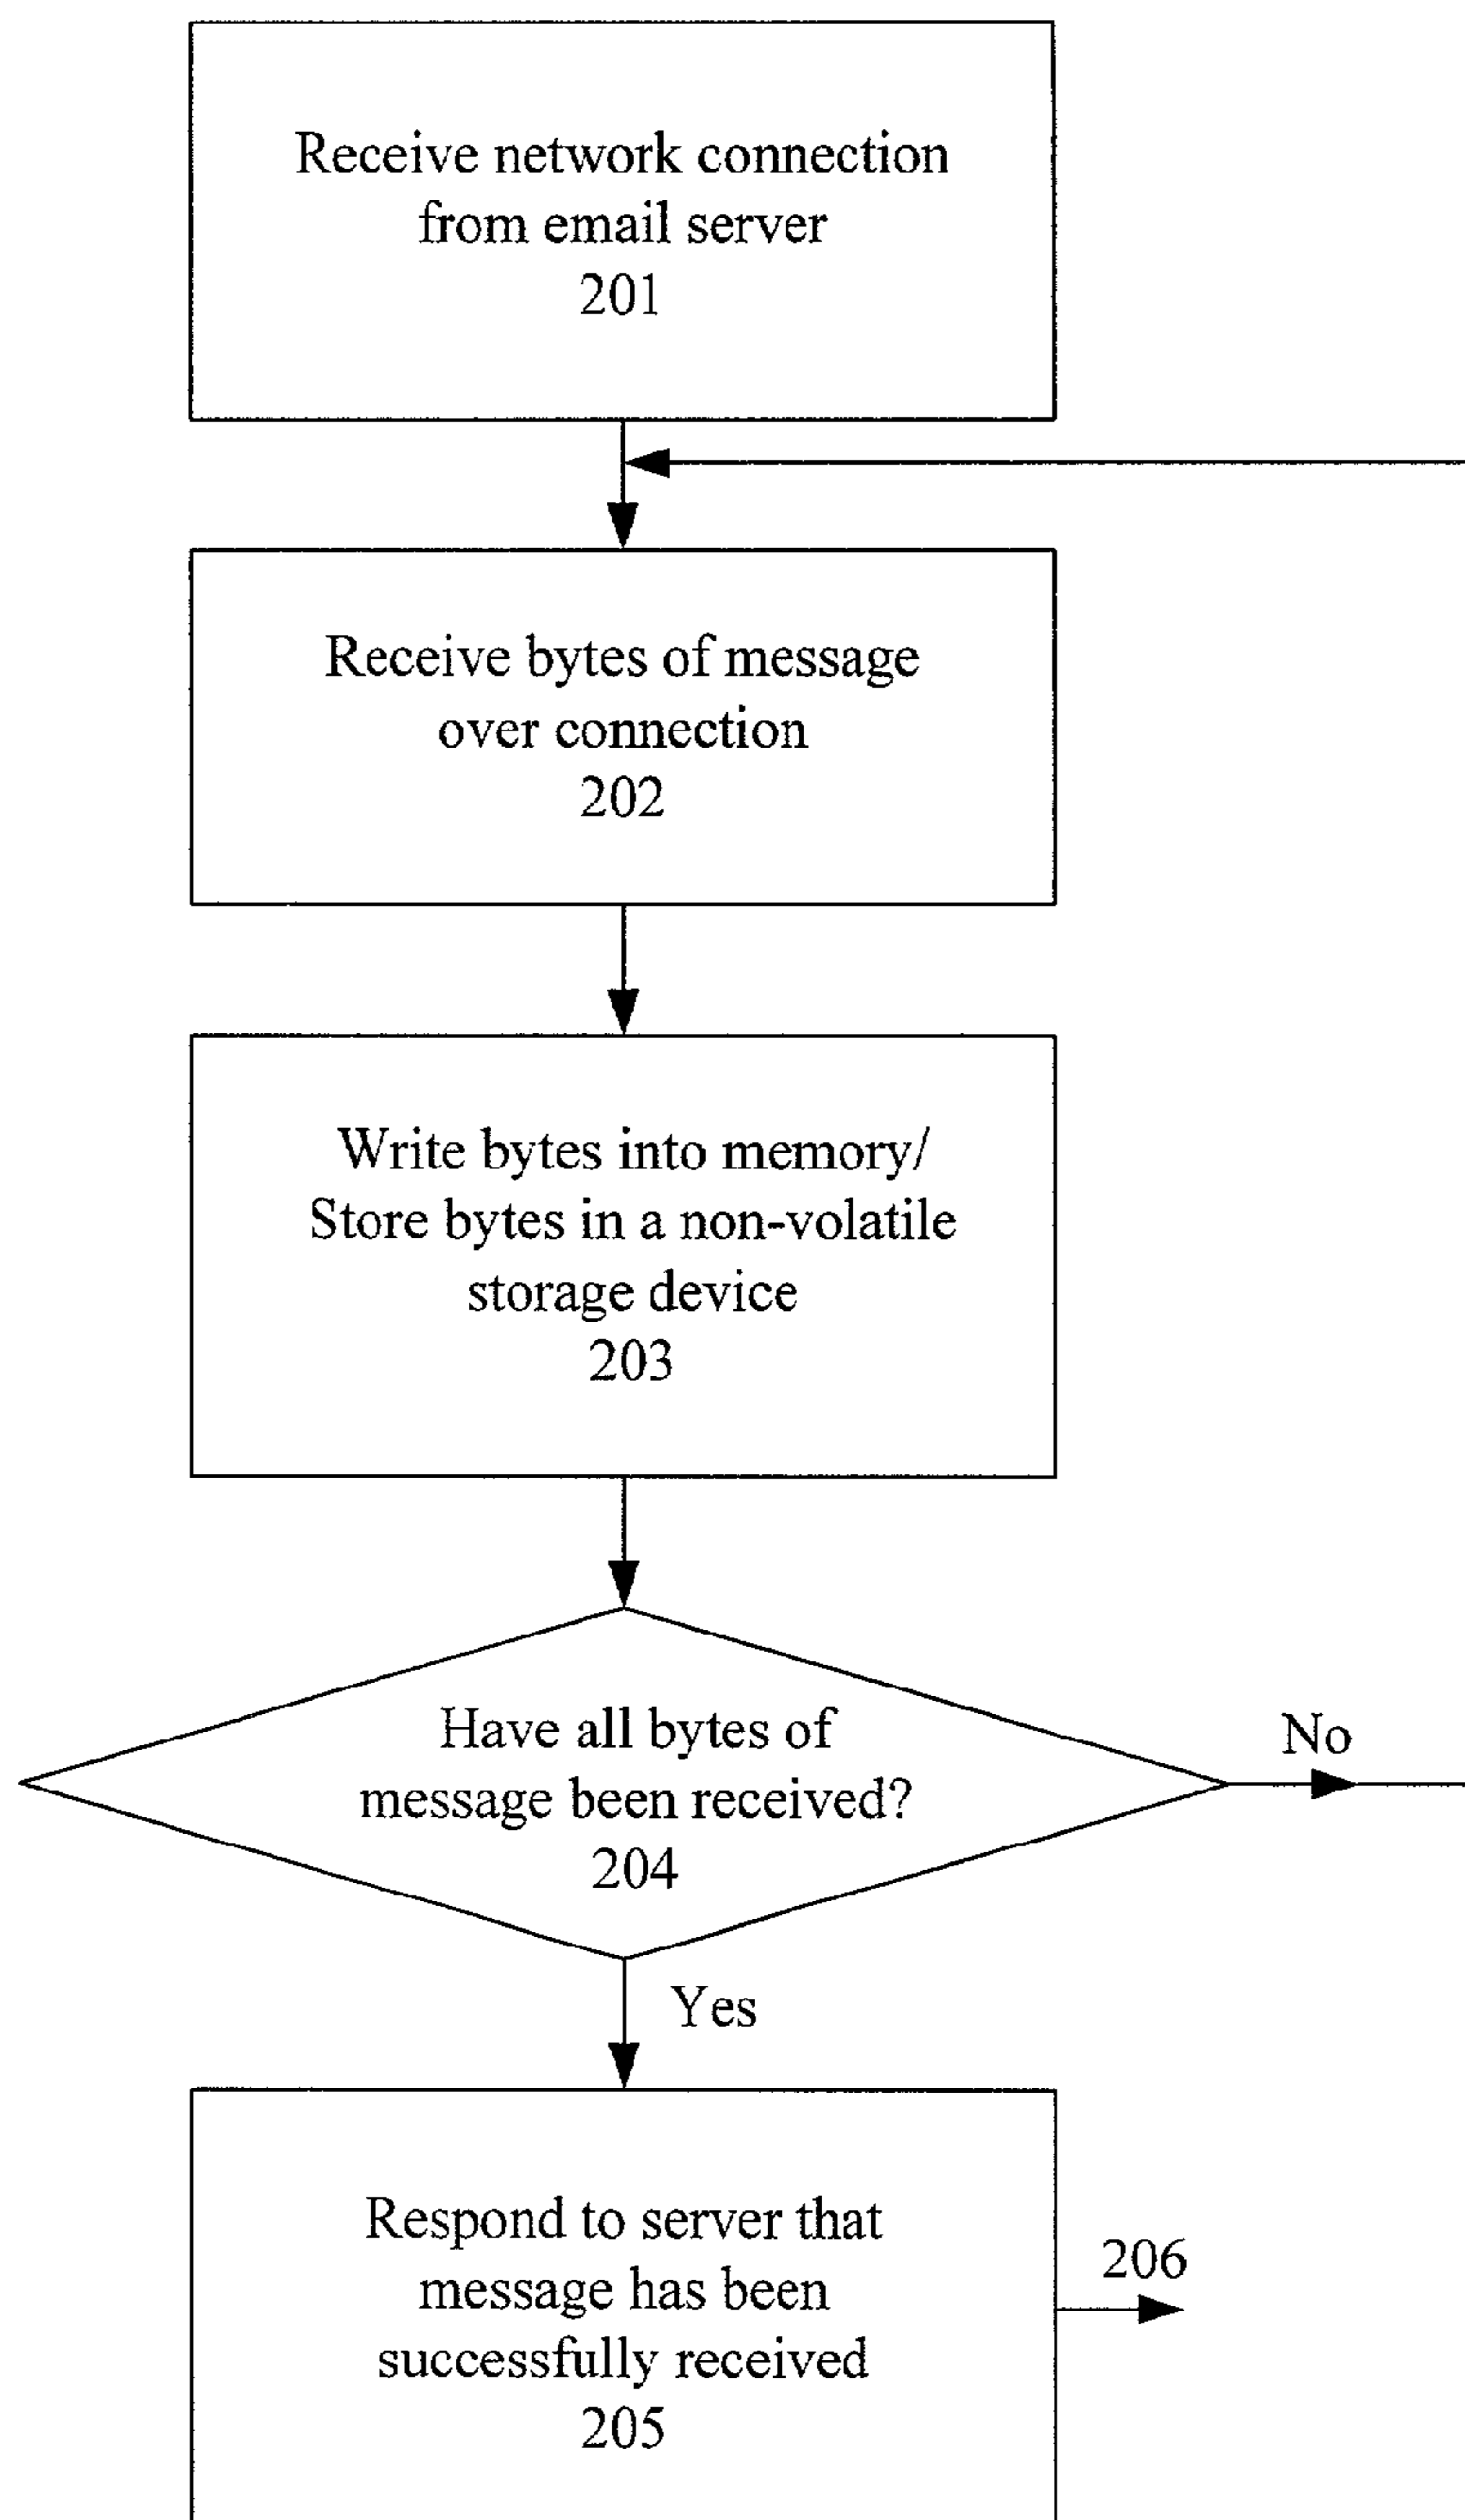 Receive network connection
from email server
201
Receive bytes of message
over connection
202
Write bytes into memory/
Store bytes in a non-volatile
storage device
203
Have all bytes of
message been received?
204
No
Yes
Respond to server that
message has been
successfully received
205
206